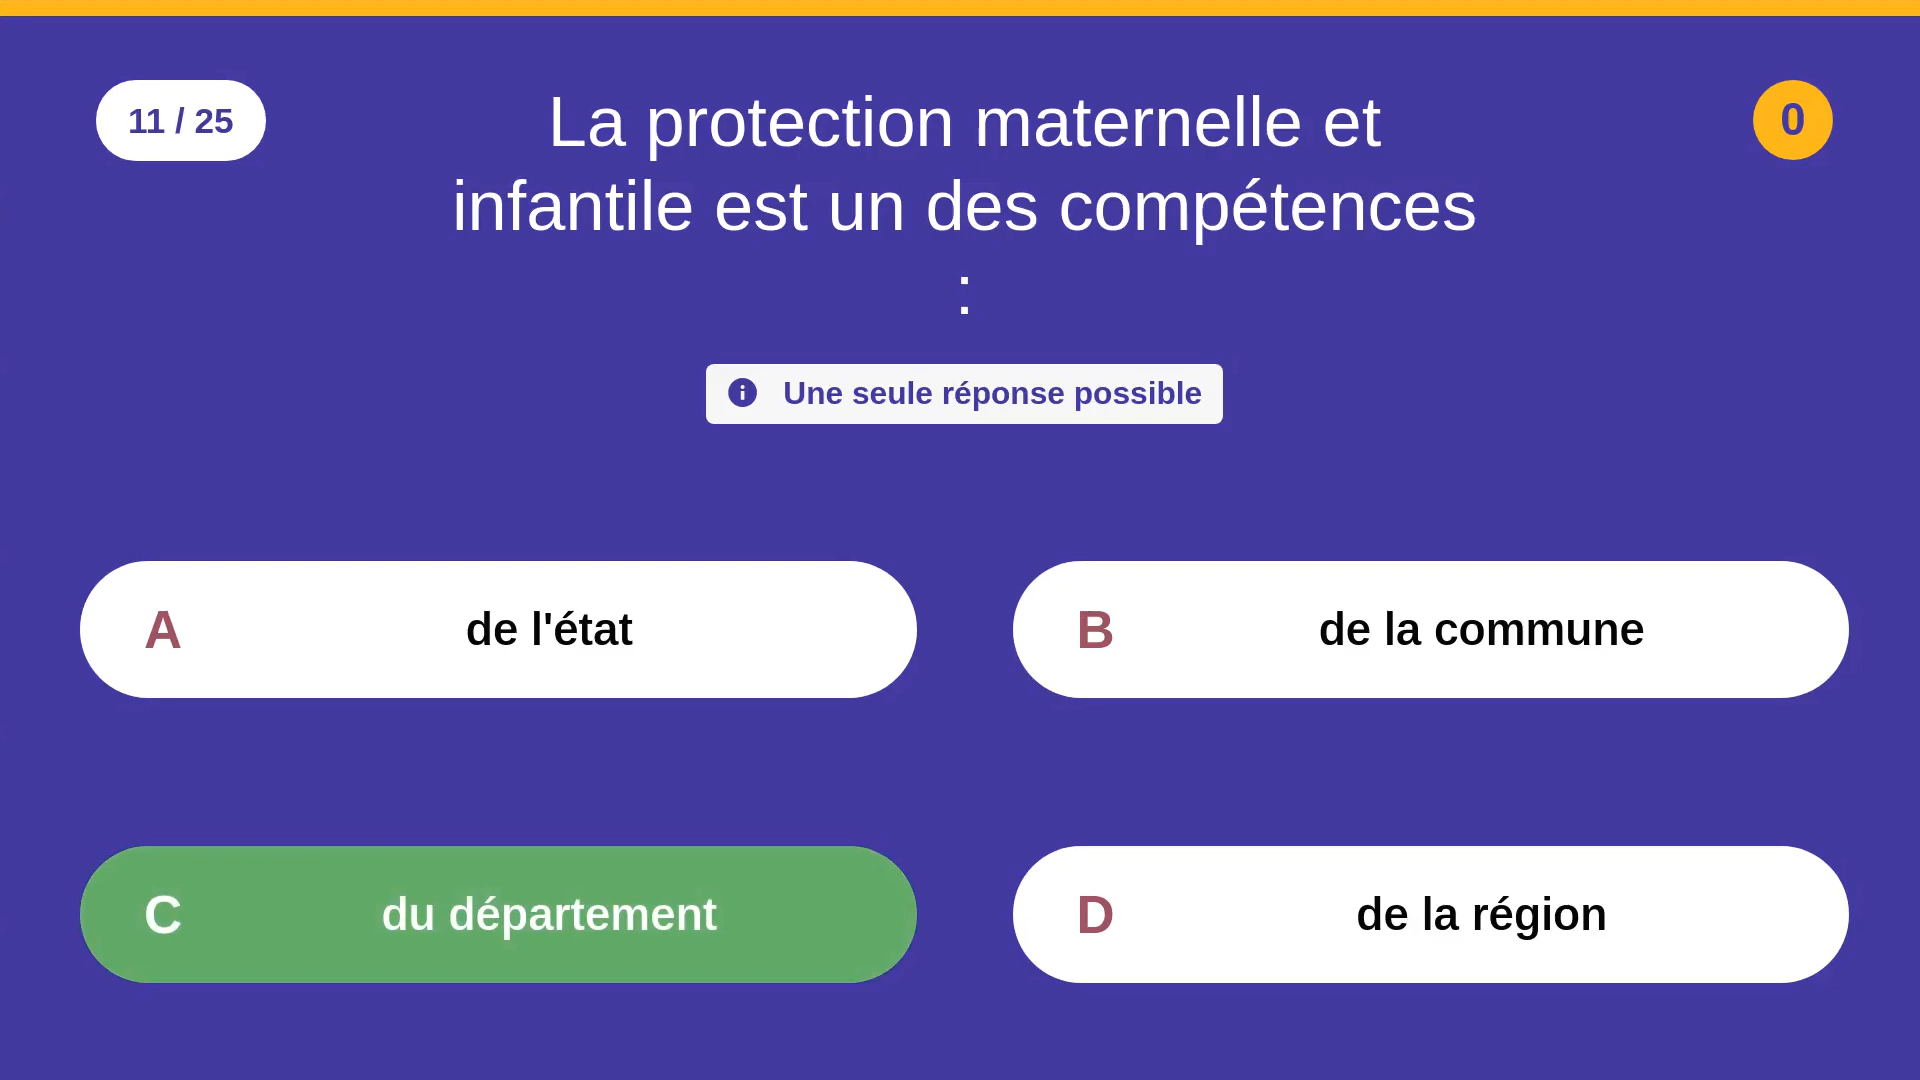 11 / 25
La protection maternelle et
infantile est un des compétences
:
0
Une seule réponse possible
A de l'état
B de la commune
C du département
D de la région